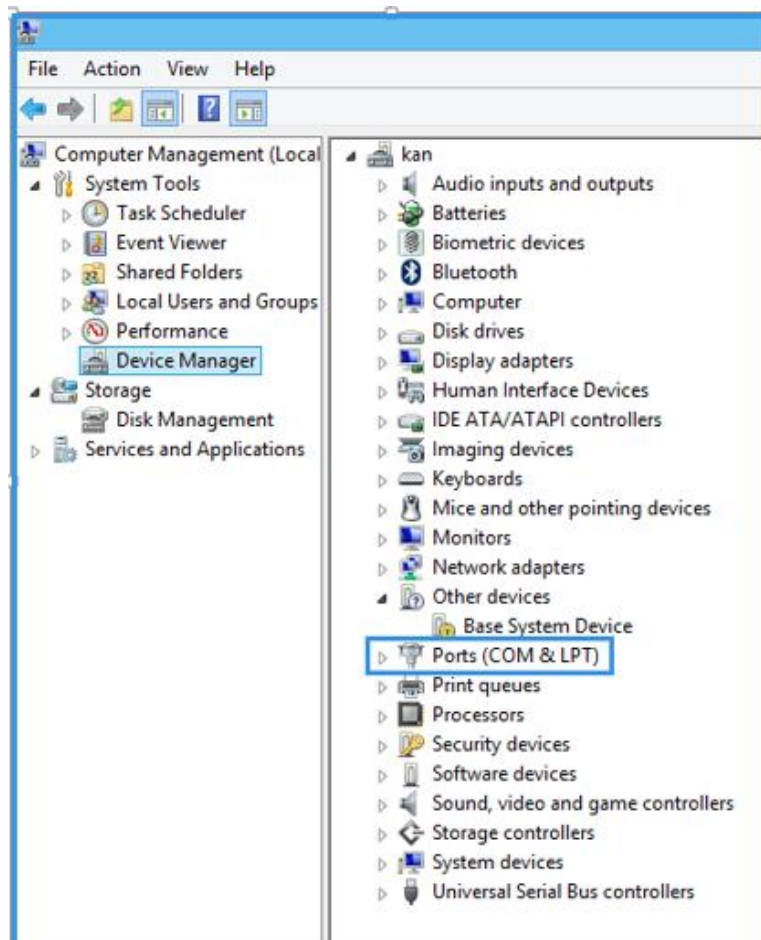 File Action View Help
Computer Management (Local
System Tools
Task Scheduler
Event Viewer
Shared Folders
Local Users and Groups
Performance
Device Manager
Storage
Disk Management
Services and Applications
kan
Audio inputs and outputs
Batteries
Biometric devices
Bluetooth
Computer
Disk drives
Display adapters
Human Interface Devices
IDE ATA/ATAPI controllers
Imaging devices
Keyboards
Mice and other pointing devices
Monitors
Network adapters
Other devices
Base System Device
Ports (COM & LPT)
Print queues
Processors
Security devices
Software devices
Sound, video and game controllers
Storage controllers
System devices
Universal Serial Bus controllers